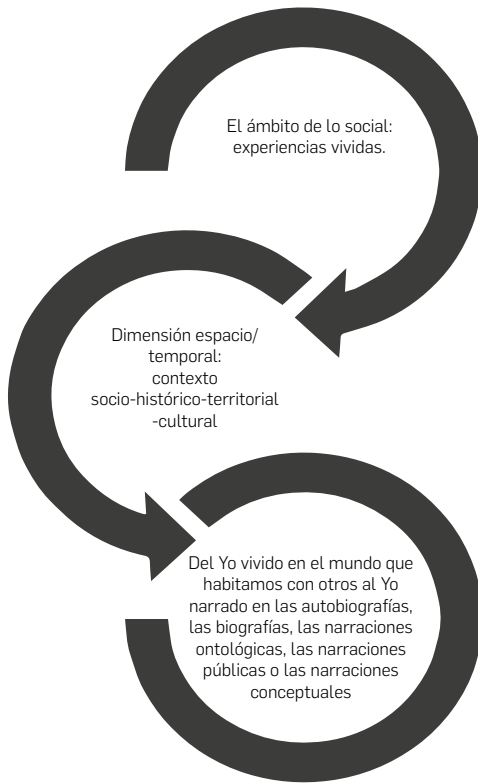 El ámbito de lo social:
experiencias vividas.
Dimensión espacio/
temporal:
contexto
socio-histórico-territorial
-cultural
Del Yo vivido en el mundo que
habitamos con otros al Yo
narrado en las autobiografías,
las biografías, las narraciones
ontológicas, las narraciones
públicas o las narraciones
conceptuales